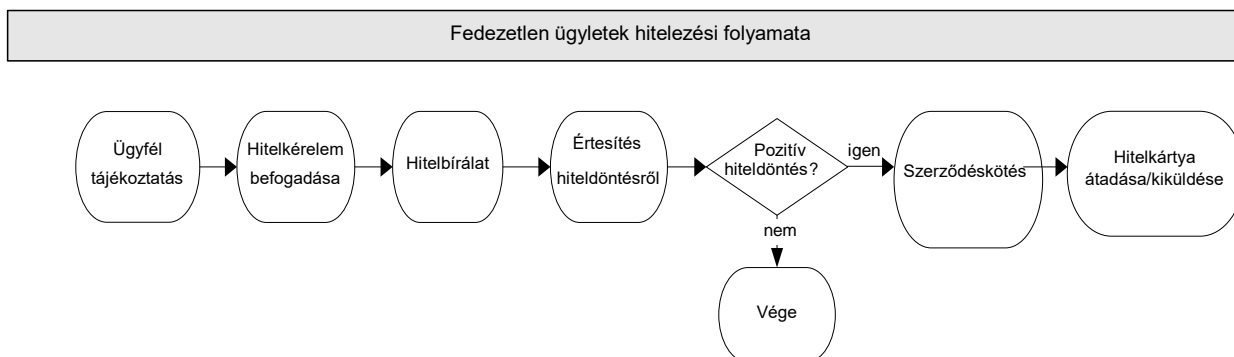 Fedezetlen ügyletek hitelezési folyamata
Ügyfél
tájékoztatás
Hitelkérelem
befogadása
Hitelbírálat
Értesítés
hiteldöntésről
Pozitív
hiteldöntés?
igen
Szerződéskötés
Hitelkártya
átadása/kiküldése
nem
Vége